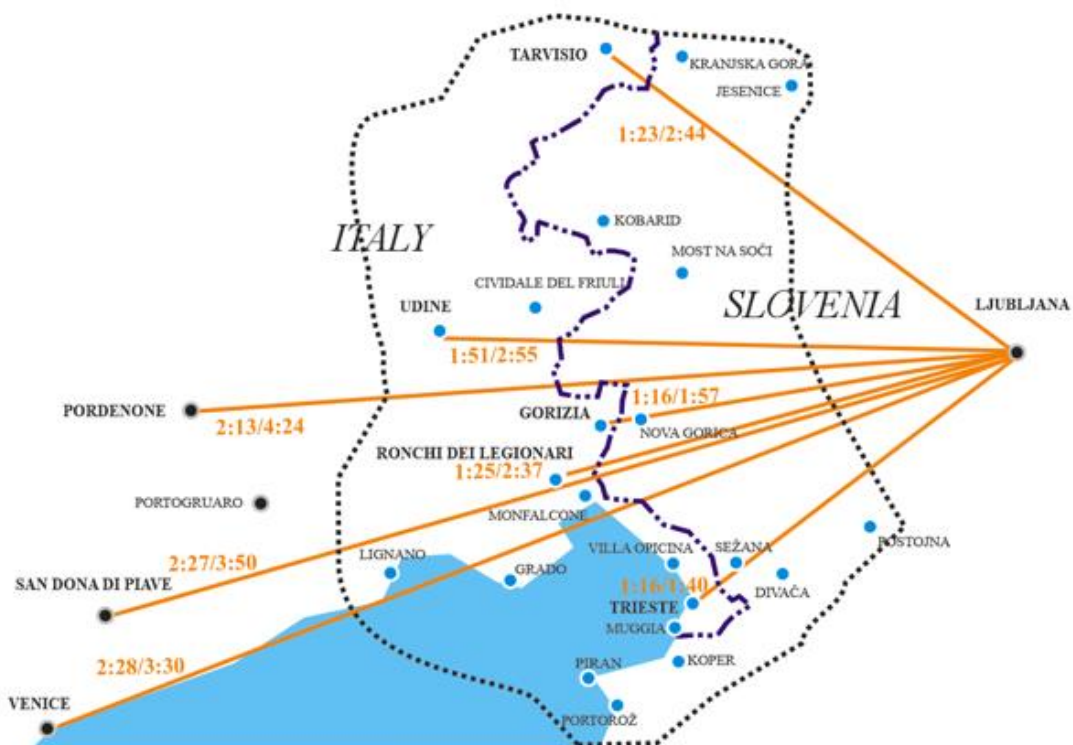 TARVISIO
KRANJSKA GORA
JESENICE
1:23/2:44
KOBARID
ITALY
MOST NA SOČI
CIVIDALE DEL FRIULI
SLOVENIA
UDINE
LJUBLJANA
1:51/2:55
1:16/1:57
PORDENONE
GORIZIA
2:13/4:24
NOVA GORICA
RONCHI DEI LEGIONARI
1:25/2:37
PORTOGRUARO
MONFALCONE
POSTOJNA
VILLA OPICINA
SEŽANA
LIGNANO
2:27/3:50
GRADO
SAN DONA DI PIAVE
1:16/1:40
DIVAČA
TRIESTE
MUGGIA
KOPER
2:28/3:30
PIRAN
VENICE
PORTOROŽ